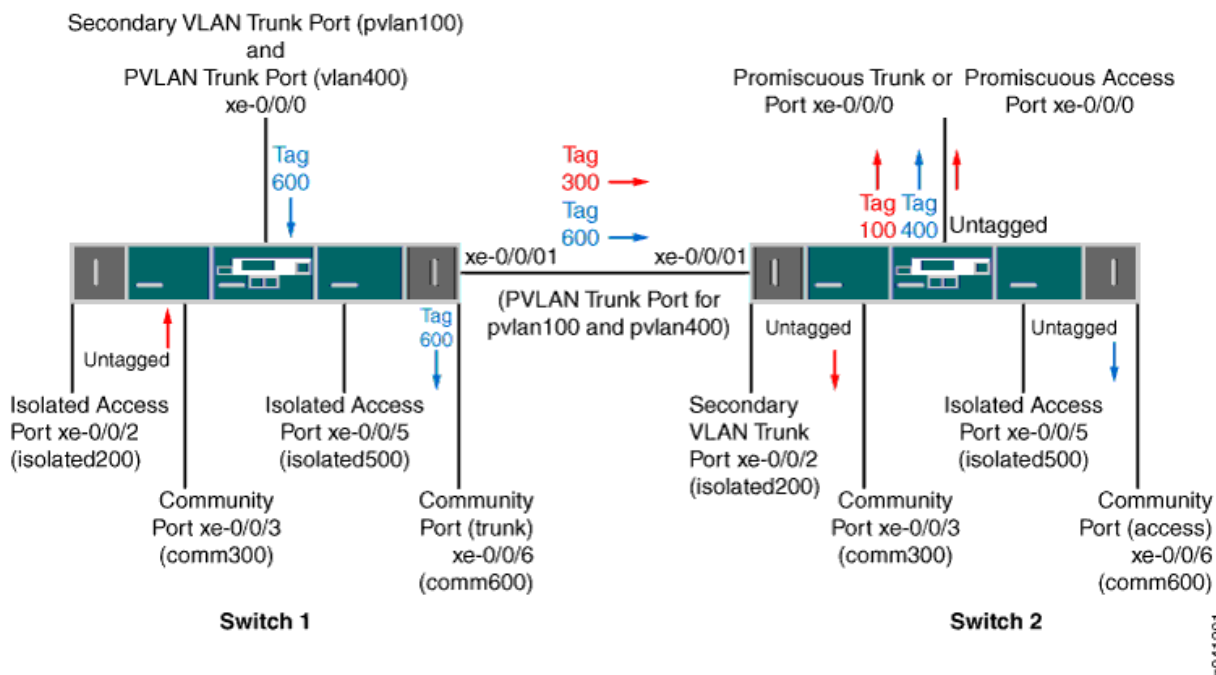 Secondary VLAN Trunk Port (pvlan100)
and
PVLAN Trunk Port (vlan400)
xe-0/0/0
Tag
600
Tag
300
Tag
600
Promiscuous Trunk or
Port xe-0/0/0
Promiscuous Access
Port xe-0/0/0
Tag
100
Tag
400
Untagged
xe-0/0/01
xe-0/0/01
(PVLAN Trunk Port for
pvlan100 and pvlan400)
Untagged
Tag
600
Untagged
Untagged
Isolated Access
Port xe-0/0/2
(isolated200)
Isolated Access
Port xe-0/0/5
(isolated500)
Secondary
VLAN Trunk
Port xe-0/0/2
(isolated200)
Isolated Access
Port xe-0/0/5
(isolated500)
Community
Port xe-0/0/3
(comm300)
Community
Port (trunk)
xe-0/0/6
(comm600)
Community
Port xe-0/0/3
(comm300)
Community
Port (access)
xe-0/0/6
(comm600)
Switch 1
Switch 2